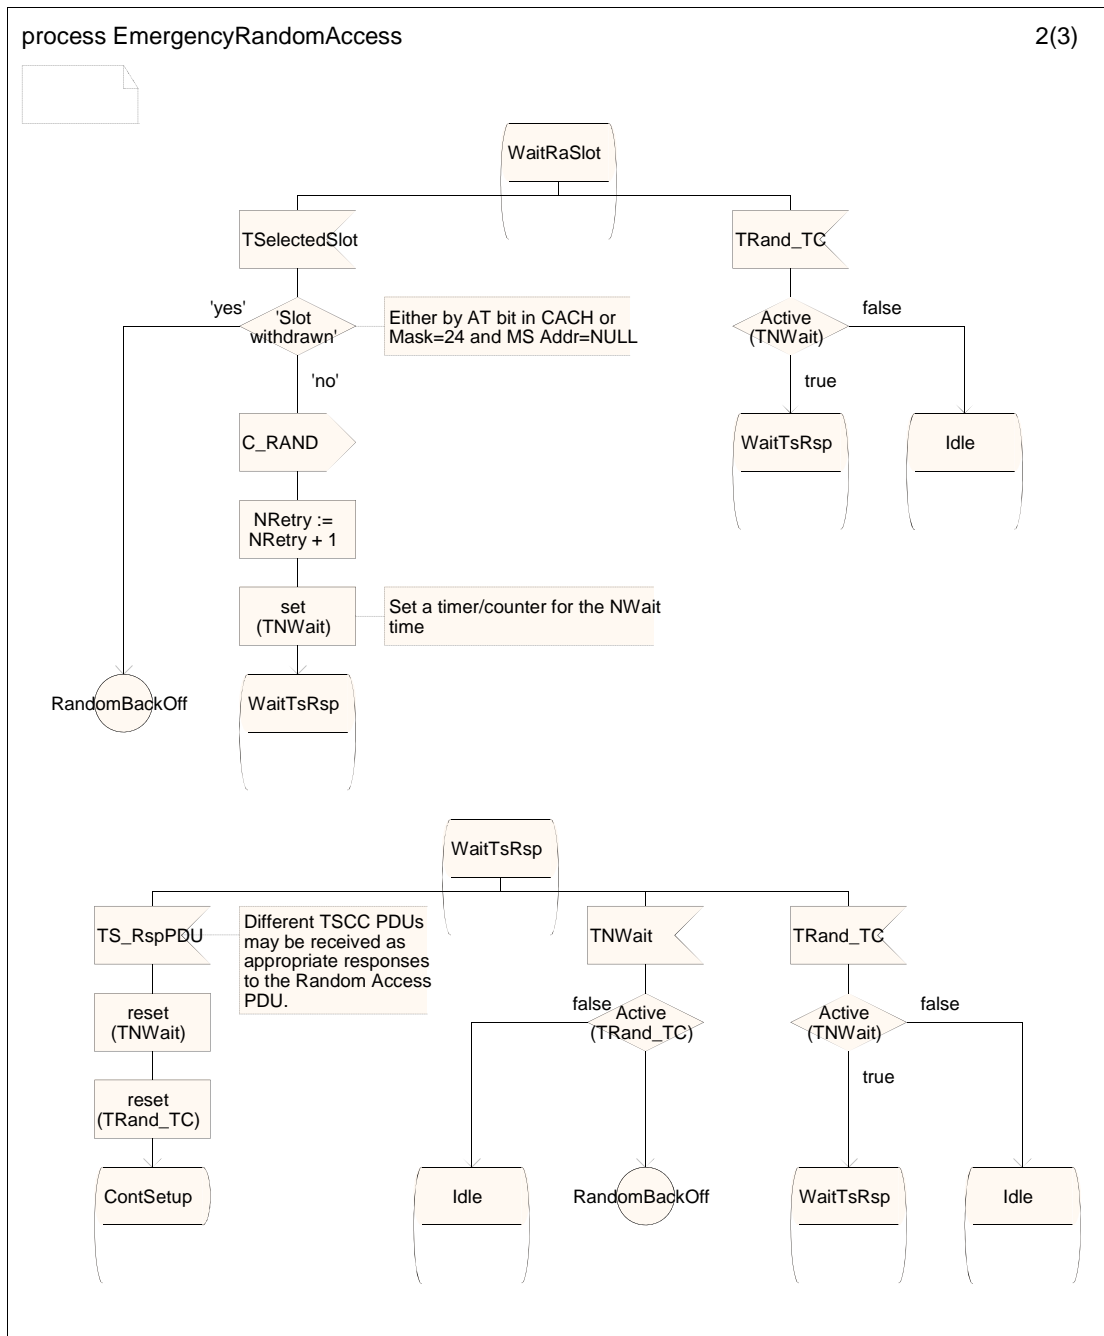 process EmergencyRandomAccess
2(3)
WaitRaSlot
TSelectedSlot
TRand_TC
'yes'
'Slot
withdrawn'
Either by AT bit in CACH or
Mask=24 and MS Addr=NULL
Active
(TNWait)
false
'no'
true
C_RAND
WaitTsRsp
Idle
NRetry :=
NRetry + 1
set
(TNWait)
Set a timer/counter for the NWait
time
RandomBackOff
WaitTsRsp
WaitTsRsp
TS_RspPDU
Different TSCC PDUs
may be received as
appropriate responses
to the Random Access
PDU.
TNWait
TRand_TC
reset
(TNWait)
false
Active
(TRand_TC)
Active
(TNWait)
false
true
reset
(TRand_TC)
ContSetup
Idle
RandomBackOff
WaitTsRsp
Idle